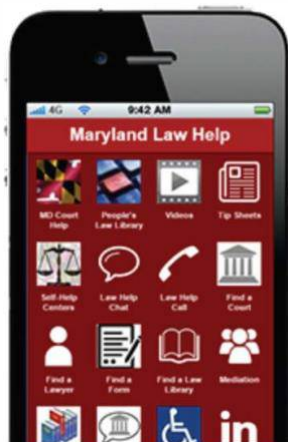 4G 9:42 AM
Maryland Law Help
MD Court
Help
People's
Law Library
Videos
Tip Sheets
Self-Help
Centers
Law Help
Chat
Law Help
Call
Find a
Court
Find a
Lawyer
Find a
Form
Find a Law
Library
Mediation
in